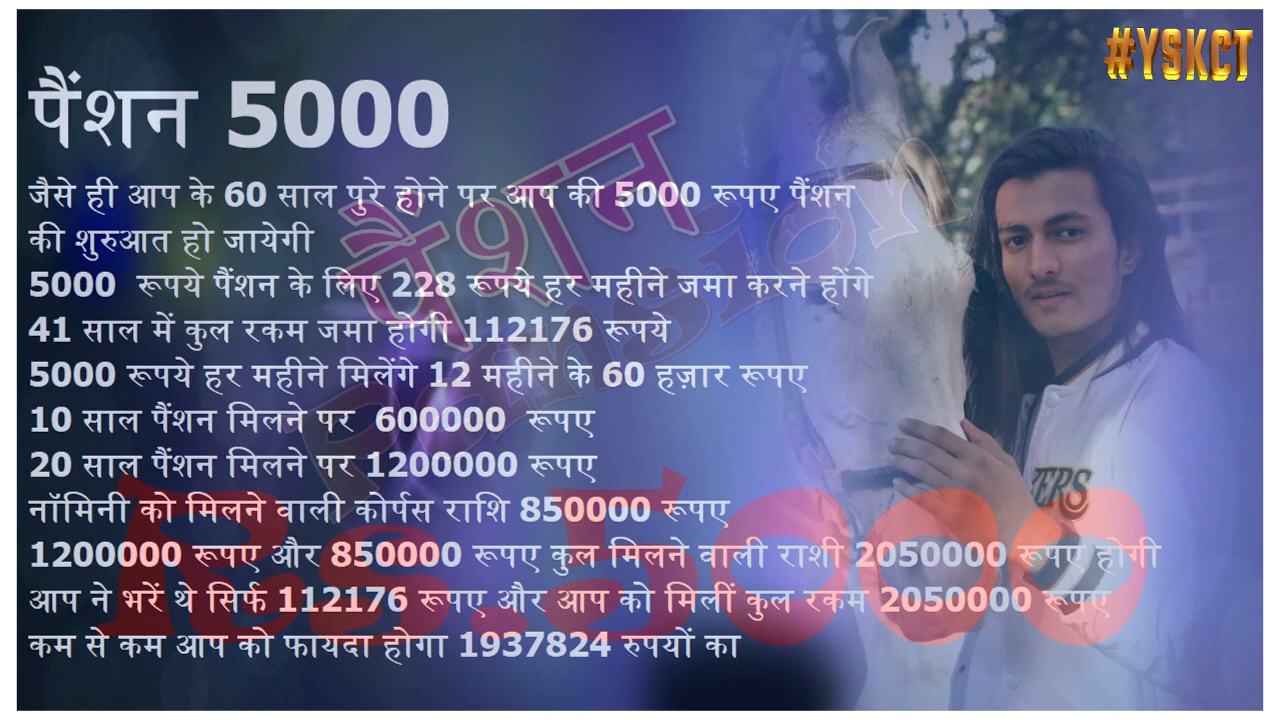 #YSKCT
पैंशन 5000
जैसे ही आप के 60 साल पुरे होने पर आप की 5000 रूपए पैंशन
की शुरुआत हो जायेगी
5000 रूपये पैंशन के लिए 228 रूपये हर महीने जमा करने होंगे
41 साल में कुल रकम जमा होगी 112176 रूपये
5000 रूपये हर महीने मिलेंगे 12 महीने के 60 हज़ार रूपए
10 साल पैंशन मिलने पर 600000 रूपए
20 साल पैंशन मिलने पर 1200000 रूपए
नॉमिनी को मिलने वाली कोर्पस राशि 850000 रूपए
1200000 रूपए और 850000 रूपए कुल मिलने वाली राशी 2050000 रूपए होगी
आप ने भरें थे सिर्फ 112176 रूपए और आप को मिलीं कुल रकम 2050000 रूपए
कम से कम आप को फायदा होगा 1937824 रुपयों का
पैंशन
Rs.5000